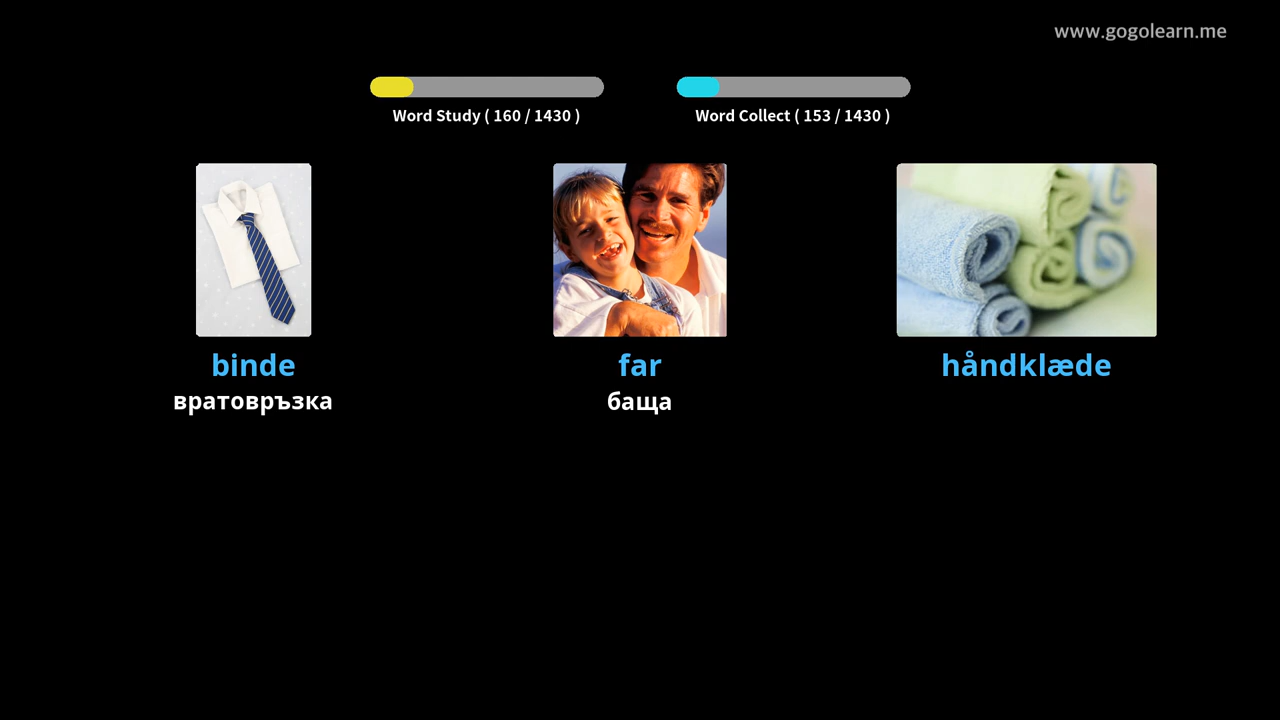 www.gogolearn.me
Word Study ( 160 / 1430 )
Word Collect ( 153 / 1430 )
binde
вратовръзка
far
баща
håndklæde